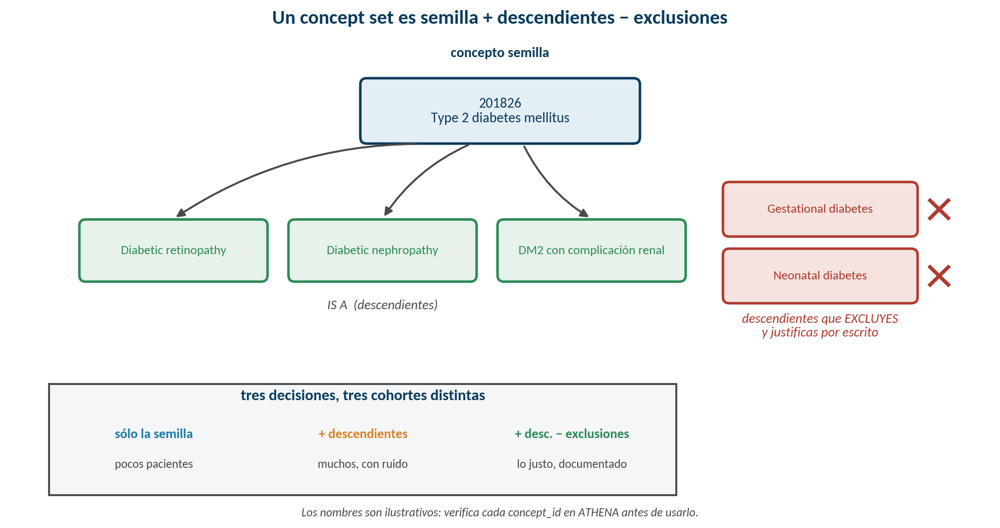 Un concept set es semilla + descendientes − exclusiones
concepto semilla
201826
Type 2 diabetes mellitus
Diabetic retinopathy
Diabetic nephropathy
DM2 con complicación renal
IS A (descendientes)
Gestational diabetes
Neonatal diabetes
descendientes que EXCLUYES
y justificas por escrito
tres decisiones, tres cohortes distintas
sólo la semilla
+ descendientes
+ desc. − exclusiones
pocos pacientes
muchos, con ruido
lo justo, documentado
Los nombres son ilustrativos: verifica cada concept_id en ATHENA antes de usarlo.